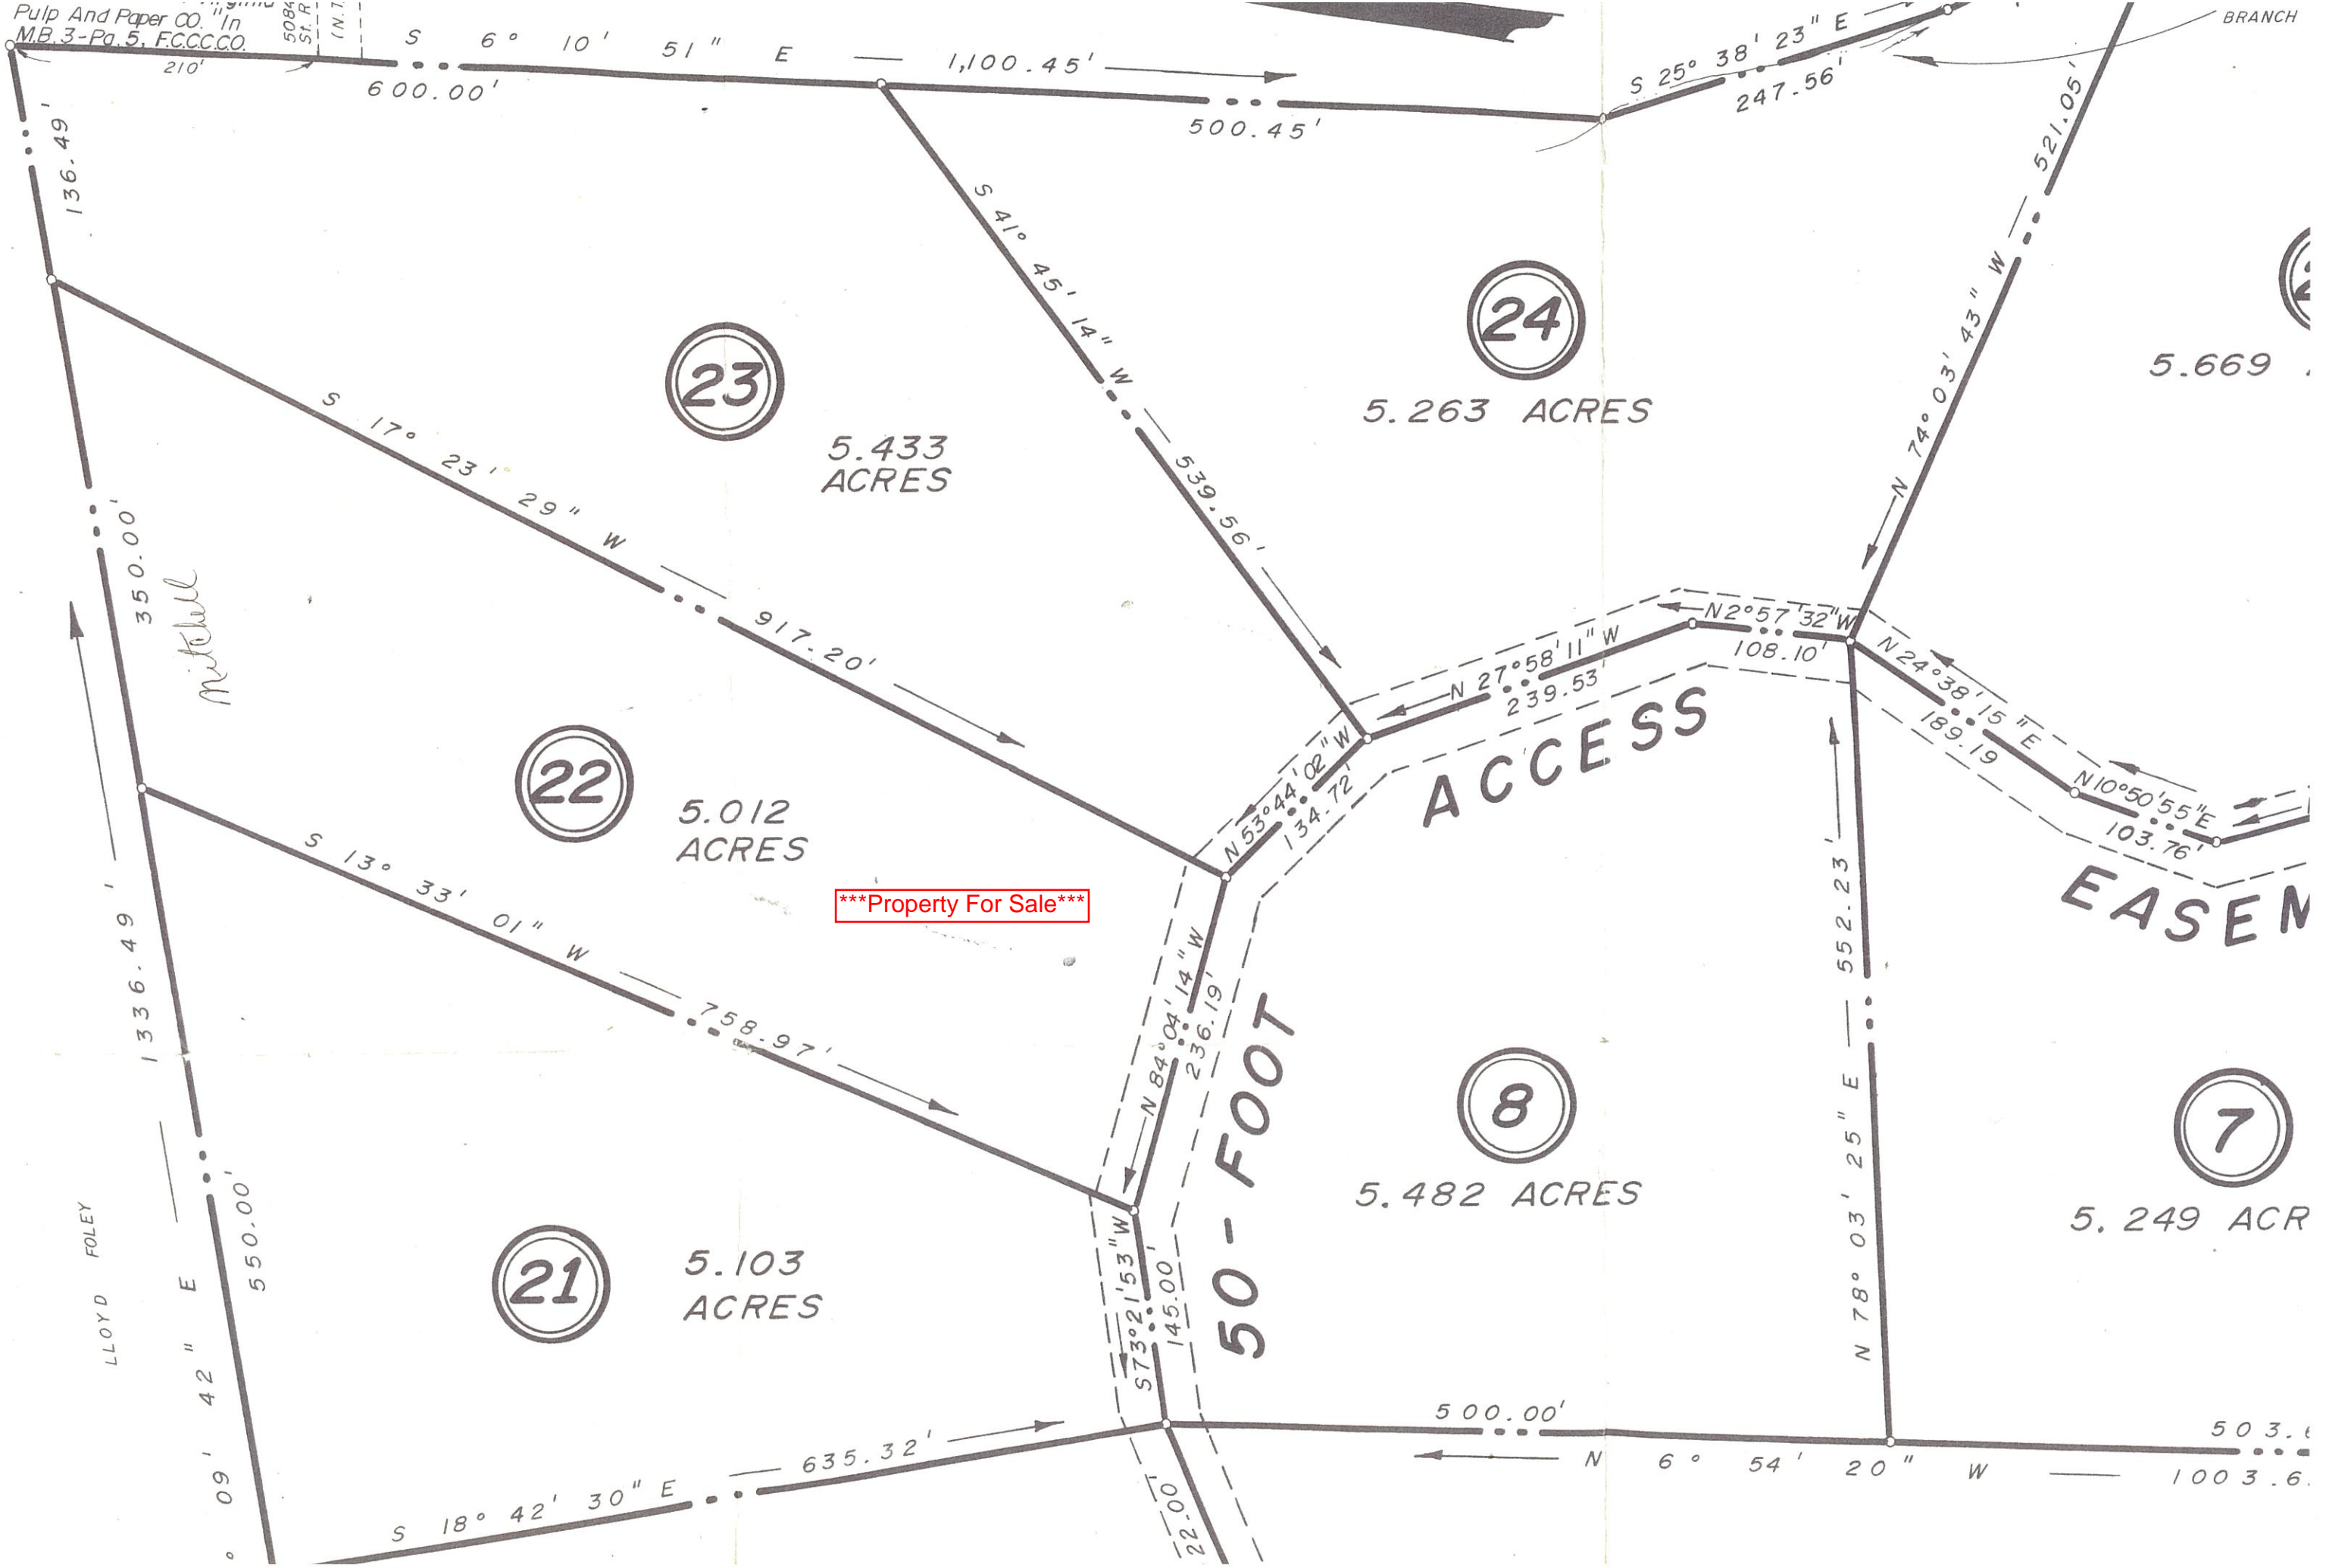 Pulp And Paper CO. "In
M.B. 3-Pg. 5, F.C.C.C.O.
210'
S 6° 10' 51" E 1,100.45'
600.00'
500.45'
S 25° 38' 23" E
247.56'
BRANCH
136.49'
S 41° 45' 14" W 539.56'
N 74° 03' 43" W 521.05'
23
5.433
ACRES
24
5.263 ACRES
5.669
S 17° 23' 29" W 917.20'
350.00'
Mitchell
N 2° 57' 32" W
108.10'
N 27° 58' 11" W
239.53'
N 53° 44' 02" W
134.72'
N 24° 38' 15" E
189.19
N 10° 50' 55" E
103.76'
22
5.012
ACRES
***Property For Sale***
S 13° 33' 01" W 758.97'
N 84° 04' 14" W
236.19'
50-FOOT
ACCESS
EASEM
N 78° 03' 25" E 552.23'
8
5.482 ACRES
7
5.249 ACR
21
5.103
ACRES
LLOYD FOLEY
° 09' 42" E 1336.49'
550.00'
S 73° 21' 53" W
145.00'
S 18° 42' 30" E 635.32'
22.00'
500.00'
N 6° 54' 20" W
503.6
1003.6